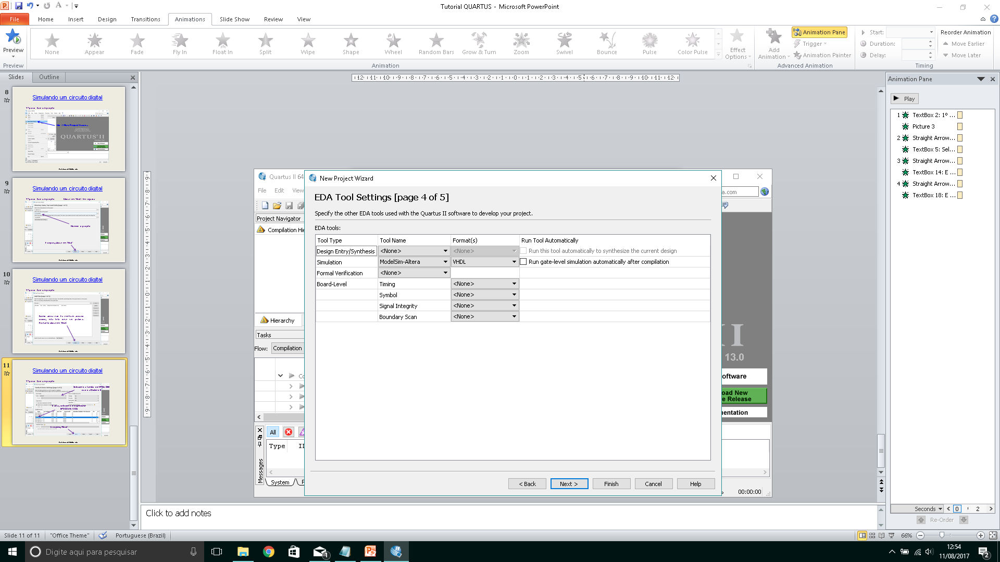 Tutorial QUARTUS - Microsoft PowerPoint
File Home Insert Design Transitions Animations Slide Show Review View
Preview
None Appear Fade Fly In Float In Split Wipe Shape Wheel Random Bars Grow & Turn Zoom Swivel Bounce Pulse Color Pulse
Effect Options
Add Animation
Animation Pane
Trigger
Animation Painter
Start:
Duration:
Delay:
Reorder Animation
Move Earlier
Move Later
Preview Animation Advanced Animation Timing
Slides Outline
8
Simulando um circuito digital
QUARTUS II
9
Simulando um circuito digital
10
Simulando um circuito digital
11
Simulando um circuito digital
Quartus II 64
File Edit View
a.com
Project Navigator
Compilation Hie
Hierarchy
Tasks
Flow: Compilation
Co
All
Type
Messages
System
I I
13.0
oftware
oad New
e Release
entation
00:00:00
New Project Wizard
EDA Tool Settings [page 4 of 5]
Specify the other EDA tools used with the Quartus II software to develop your project.
EDA tools:
Tool Type Tool Name Format(s) Run Tool Automatically
Design Entry/Synthesis <None> <None> Run this tool automatically to synthesize the current design
Simulation ModelSim-Altera VHDL Run gate-level simulation automatically after compilation
Formal Verification <None>
Board-Level Timing <None>
Symbol <None>
Signal Integrity <None>
Boundary Scan <None>
< Back Next > Finish Cancel Help
Click to add notes
Animation Pane
Play
1 TextBox 2: 1º ...
Picture 3
2 Straight Arrow...
TextBox 5: Sel...
3 Straight Arrow...
TextBox 14: E ...
4 Straight Arrow...
TextBox 18: E ...
Seconds 0 2
Re-Order
Slide 11 of 11 "Office Theme" Portuguese (Brazil)
66%
Digite aqui para pesquisar
12:54
11/08/2017